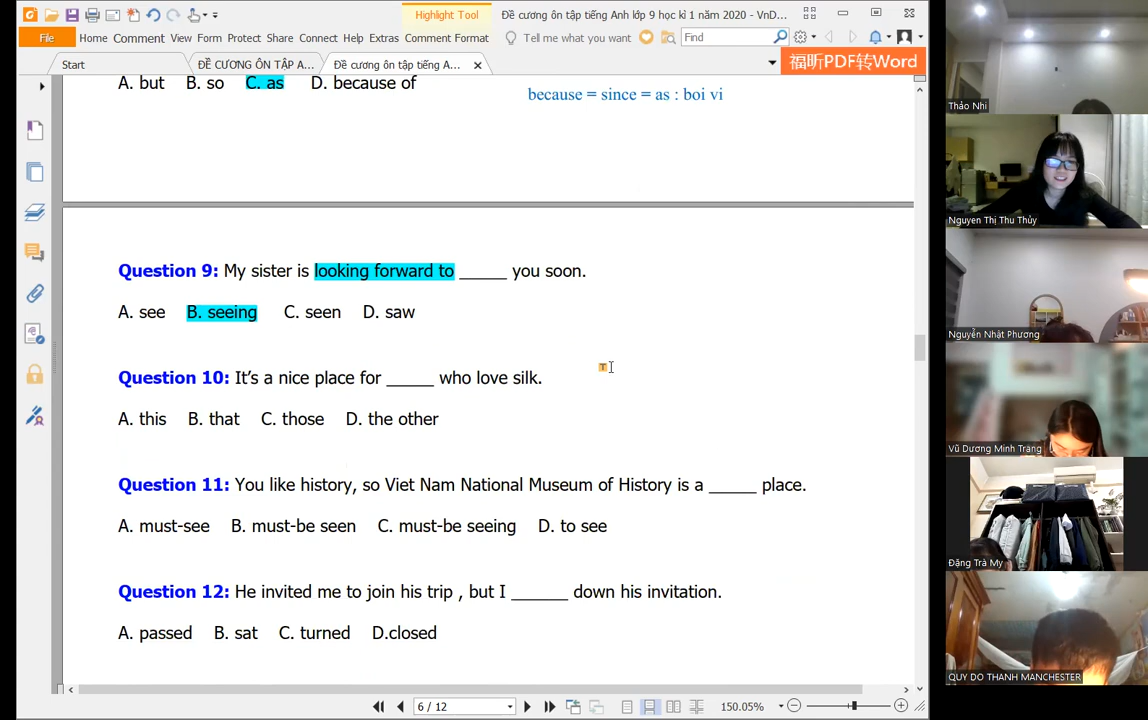 Highlight Tool
Đề cương ôn tập tiếng Anh lớp 9 học kì 1 năm 2020 - VnD...
File Home Comment View Form Protect Share Connect Help Extras Comment Format Tell me what you want Find
福昕PDF转Word
Start ĐỀ CƯƠNG ÔN TẬP A... Đề cương ôn tập tiếng A...
A. but B. so C. as D. because of
because = since = as : boi vi
Question 9: My sister is looking forward to _____ you soon.
A. see B. seeing C. seen D. saw
Question 10: It's a nice place for _____ who love silk.
A. this B. that C. those D. the other
Question 11: You like history, so Viet Nam National Museum of History is a _____ place.
A. must-see B. must-be seen C. must-be seeing D. to see
Question 12: He invited me to join his trip , but I ______ down his invitation.
A. passed B. sat C. turned D.closed
6 / 12
150.05%
Thảo Nhi
Nguyen Thị Thu Thủy
Nguyễn Nhật Phương
Vũ Dương Minh Trang
Đặng Trà My
QUY DO THANH MANCHESTER